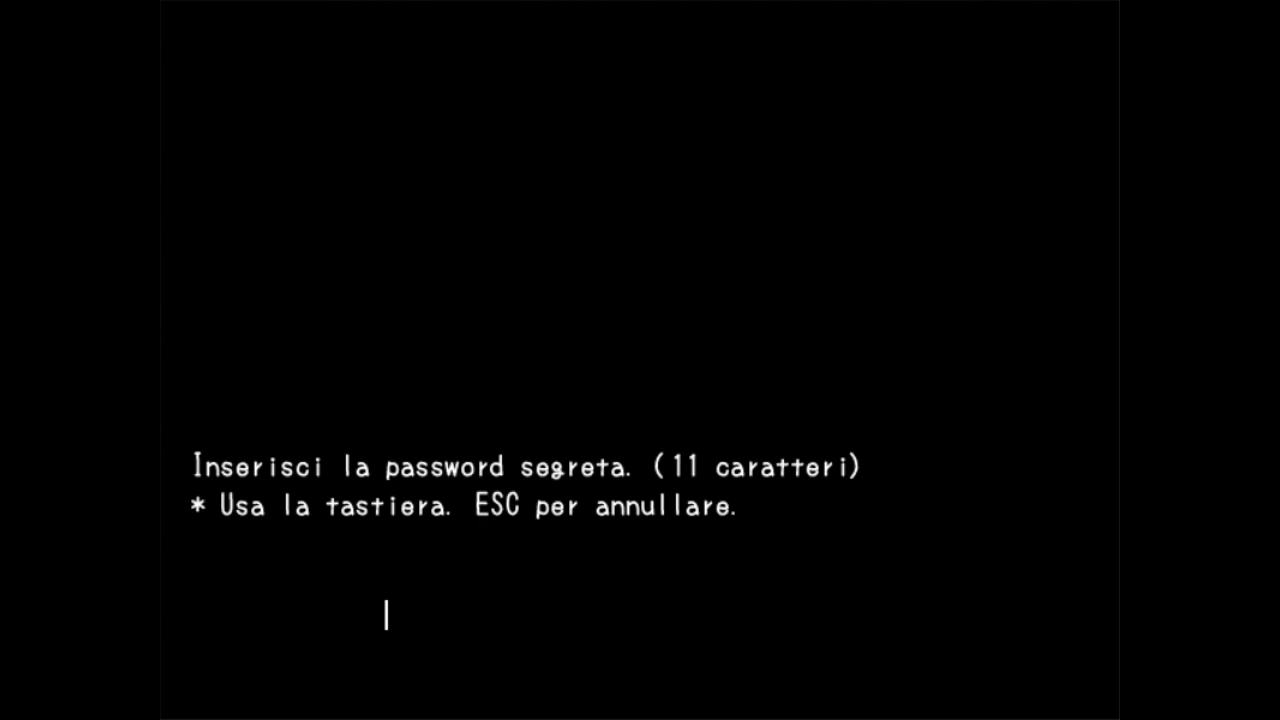 Inserisci la password segreta. (11 caratteri)
* Usa la tastiera. ESC per annullare.